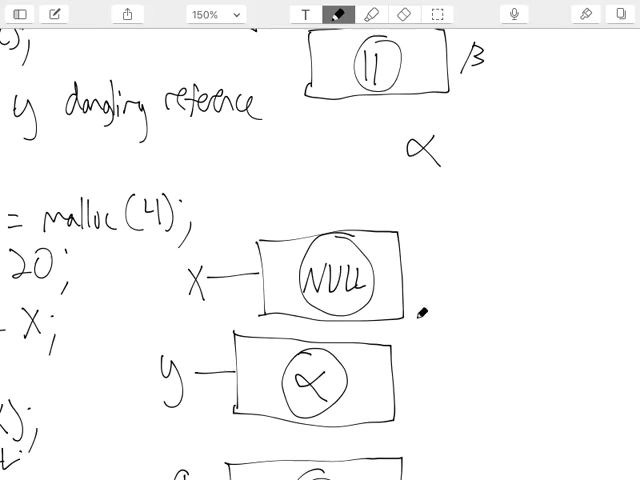 150%
T
);
11
β
y dangling reference
α
= malloc(4);
20;
X
NULL
X;
y
α
);